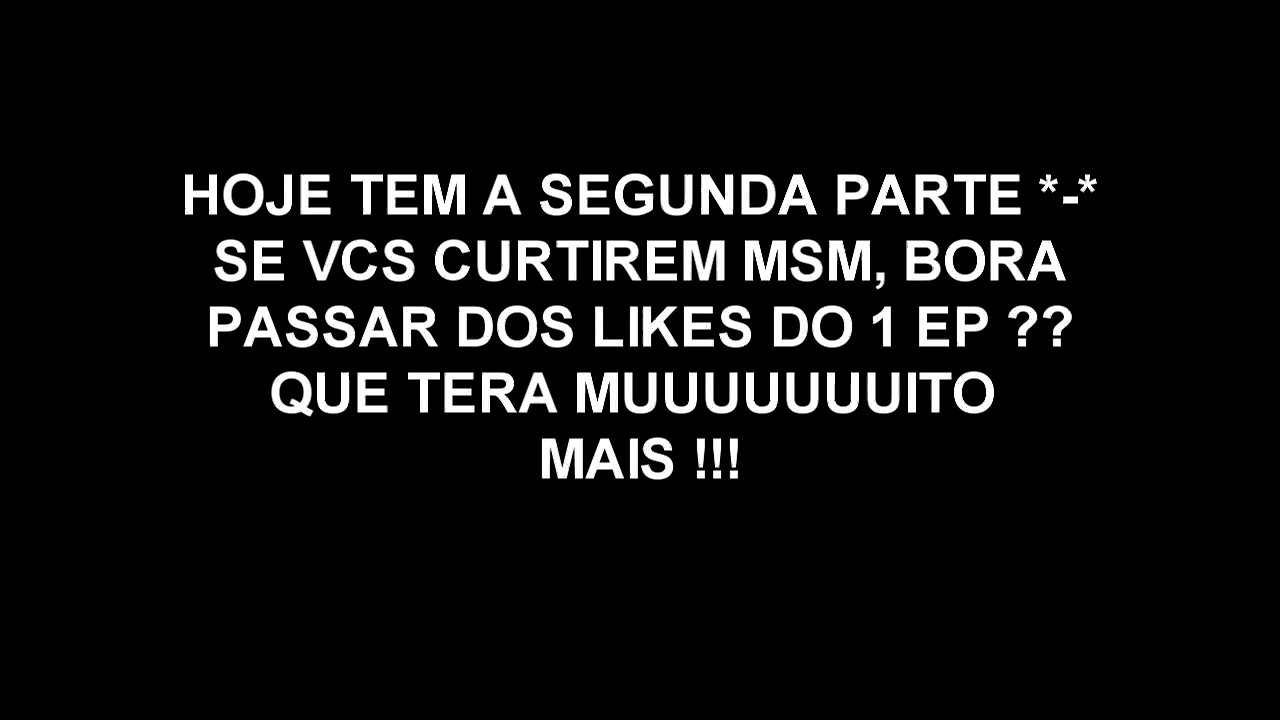 HOJE TEM A SEGUNDA PARTE *-*
SE VCS CURTIREM MSM, BORA
PASSAR DOS LIKES DO 1 EP ??
QUE TERA MUUUUUUUITO
MAIS !!!